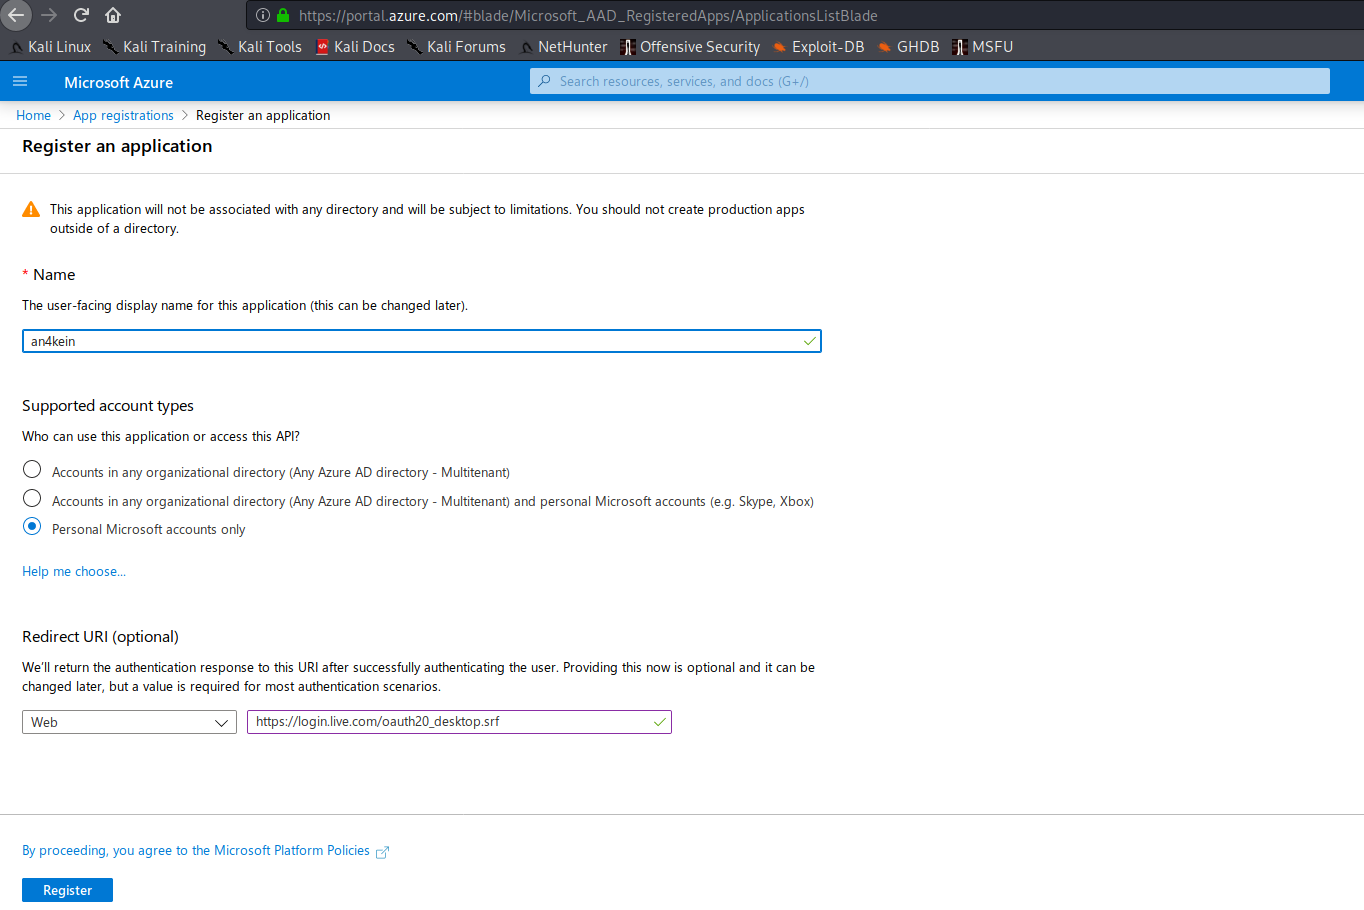 https://portal.azure.com/#blade/Microsoft_AAD_RegisteredApps/ApplicationsListBlade
Kali Linux Kali Training Kali Tools Kali Docs Kali Forums NetHunter Offensive Security Exploit-DB GHDB MSFU
Microsoft Azure Search resources, services, and docs (G+/)
Home > App registrations > Register an application
Register an application
This application will not be associated with any directory and will be subject to limitations. You should not create production apps
outside of a directory.
* Name
The user-facing display name for this application (this can be changed later).
an4kein
Supported account types
Who can use this application or access this API?
Accounts in any organizational directory (Any Azure AD directory - Multitenant)
Accounts in any organizational directory (Any Azure AD directory - Multitenant) and personal Microsoft accounts (e.g. Skype, Xbox)
Personal Microsoft accounts only
Help me choose...
Redirect URI (optional)
We'll return the authentication response to this URI after successfully authenticating the user. Providing this now is optional and it can be
changed later, but a value is required for most authentication scenarios.
Web https://login.live.com/oauth20_desktop.srf
By proceeding, you agree to the Microsoft Platform Policies
Register